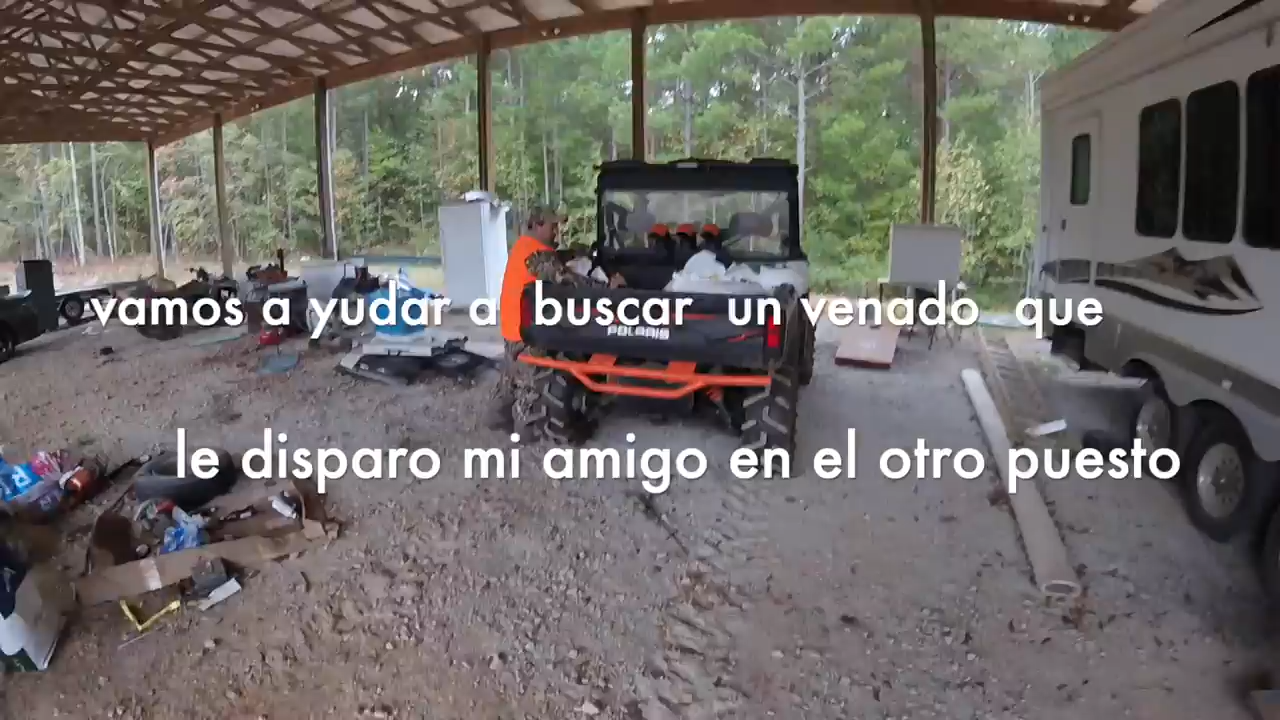 POLARIS
vamos a yudar a buscar un venado que
le disparo mi amigo en el otro puesto